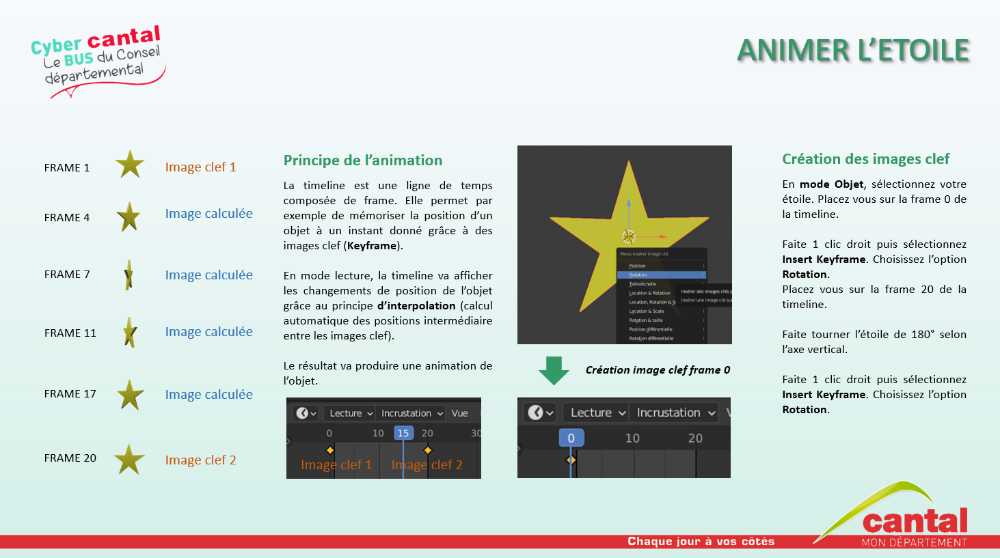 Cyber cantal
Le BUS du Conseil
départemental
ANIMER L'ETOILE
FRAME 1
Image clef 1
FRAME 4
Image calculée
FRAME 7
Image calculée
FRAME 11
Image calculée
FRAME 17
Image calculée
FRAME 20
Image clef 2
Principe de l'animation
La timeline est une ligne de temps
composée de frame. Elle permet par
exemple de mémoriser la position d'un
objet à un instant donné grâce à des
images clef (Keyframe).
En mode lecture, la timeline va afficher
les changements de position de l'objet
grâce au principe d'interpolation (calcul
automatique des positions intermédiaire
entre les images clef).
Le résultat va produire une animation de
l'objet.
Lecture Incrustation Vue
0 10 15 20 30
Image clef 1 Image clef 2
Menu insérer image clé
Position
Rotation
Taille/échelle
Location & Rotation
Insérer des images clés
Location, Rotation &
Insérer une image clé
Location & Scale
Rotation & taille
Position différentielle
Rotation différentielle
Création image clef frame 0
Lecture Incrustation
0 10 20
Création des images clef
En mode Objet, sélectionnez votre
étoile. Placez vous sur la frame 0 de
la timeline.
Faite 1 clic droit puis sélectionnez
Insert Keyframe. Choisissez l'option
Rotation.
Placez vous sur la frame 20 de la
timeline.
Faite tourner l'étoile de 180° selon
l'axe vertical.
Faite 1 clic droit puis sélectionnez
Insert Keyframe. Choisissez l'option
Rotation.
Chaque jour à vos côtés
cantal
MON DÉPARTEMENT